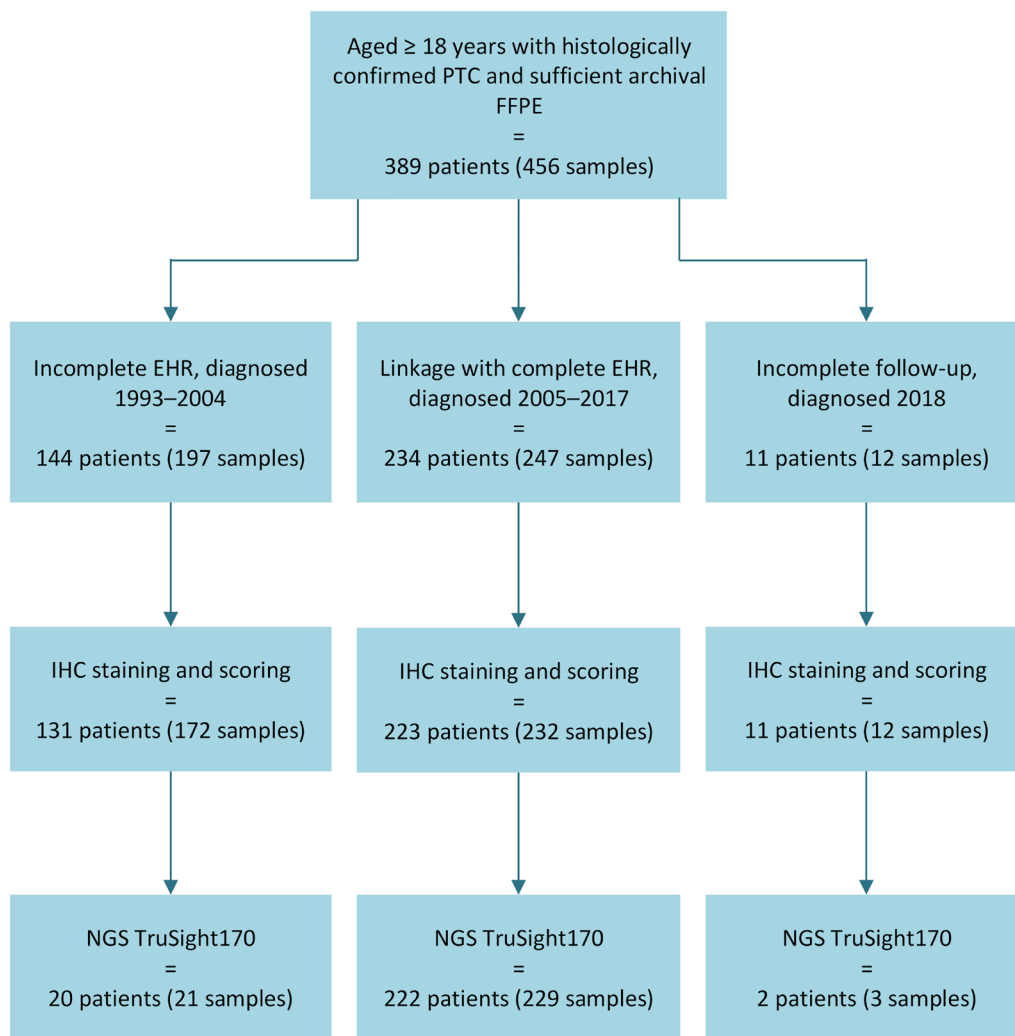 Aged ≥ 18 years with histologically
confirmed PTC and sufficient archival
FFPE
=
389 patients (456 samples)
Incomplete EHR, diagnosed
1993–2004
=
144 patients (197 samples)
Linkage with complete EHR,
diagnosed 2005–2017
=
234 patients (247 samples)
Incomplete follow-up,
diagnosed 2018
=
11 patients (12 samples)
IHC staining and scoring
=
131 patients (172 samples)
IHC staining and scoring
=
223 patients (232 samples)
IHC staining and scoring
=
11 patients (12 samples)
NGS TruSight170
=
20 patients (21 samples)
NGS TruSight170
=
222 patients (229 samples)
NGS TruSight170
=
2 patients (3 samples)